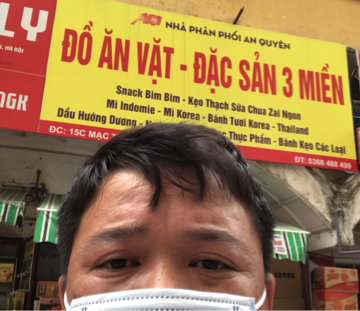 LY
NHÀ PHÂN PHỐI AN QUYÊN
ĐỒ ĂN VẶT - ĐẶC SẢN 3 MIỀN
Snack Bim Bim - Kẹo Thạch Sữa Chua Zai Ngon
Mì Indomie - Mì Korea - Bánh Tươi Korea - Thailand
Dầu Hướng Dương - Thực Phẩm - Bánh Kẹo Các Loại
ĐC: 15C MẠC
ĐT: 0368 488 499